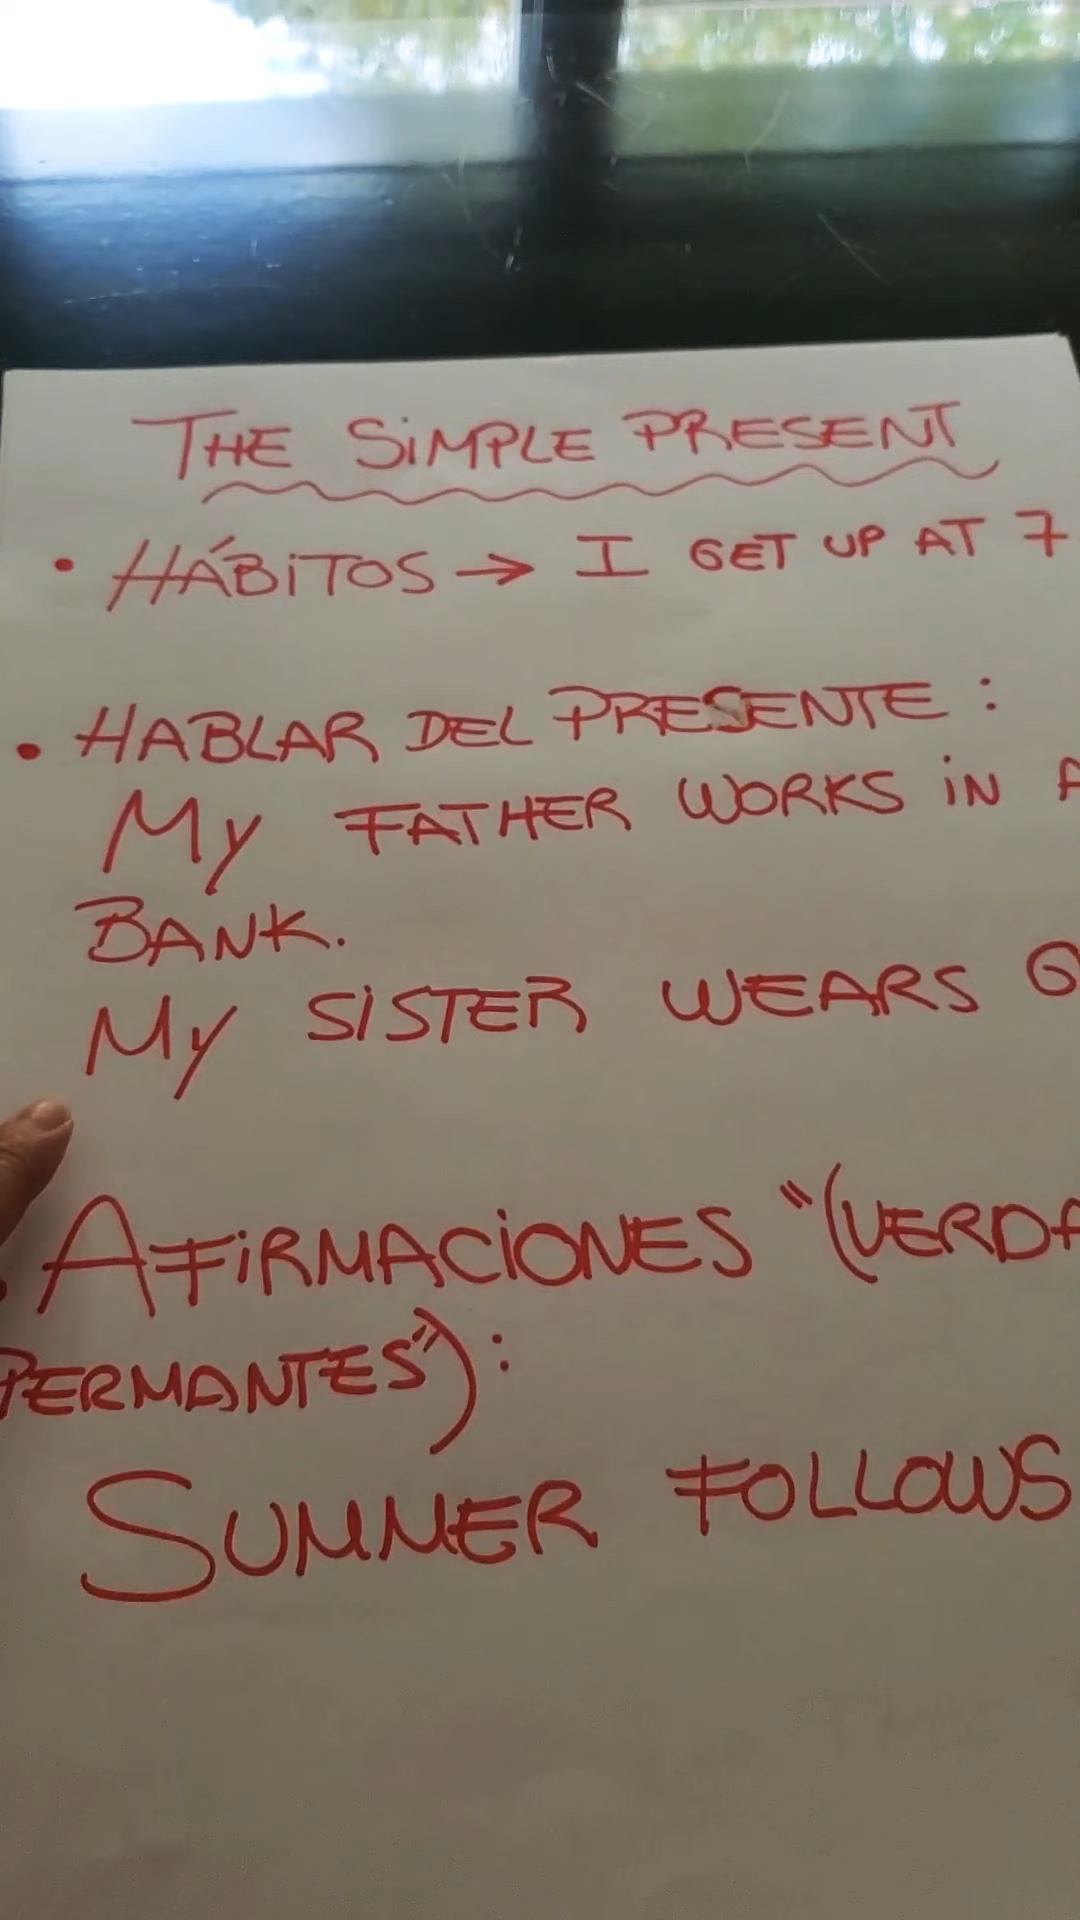 THE SIMPLE PRESENT
• HÁBITOS → I GET UP AT 7
• HABLAR DEL PRESENTE :
MY FATHER WORKS IN A
BANK.
MY SISTER WEARS
• AFIRMACIONES "(VERDA
PERMANTES"):
SUMMER FOLLOWS